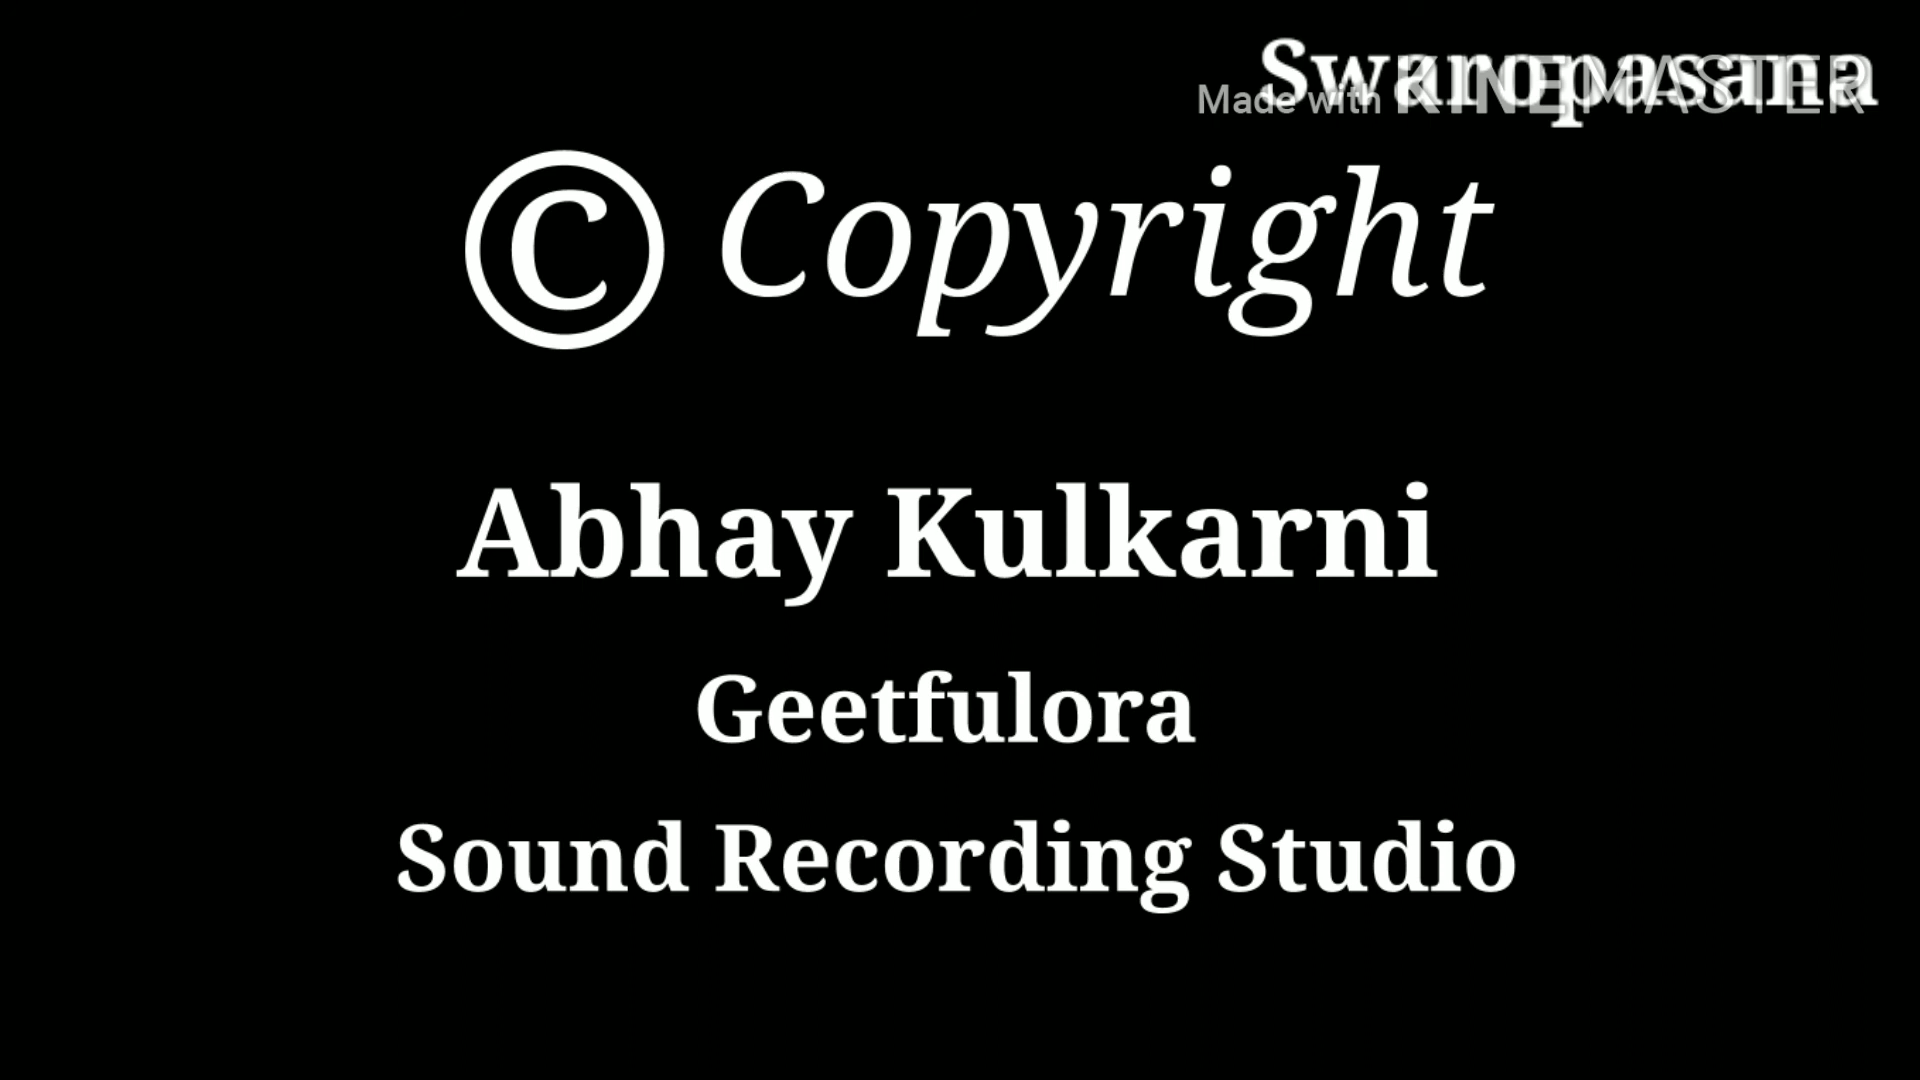 Swaropasana
Made with KINEMASTER
© Copyright
Abhay Kulkarni
Geetfulora
Sound Recording Studio